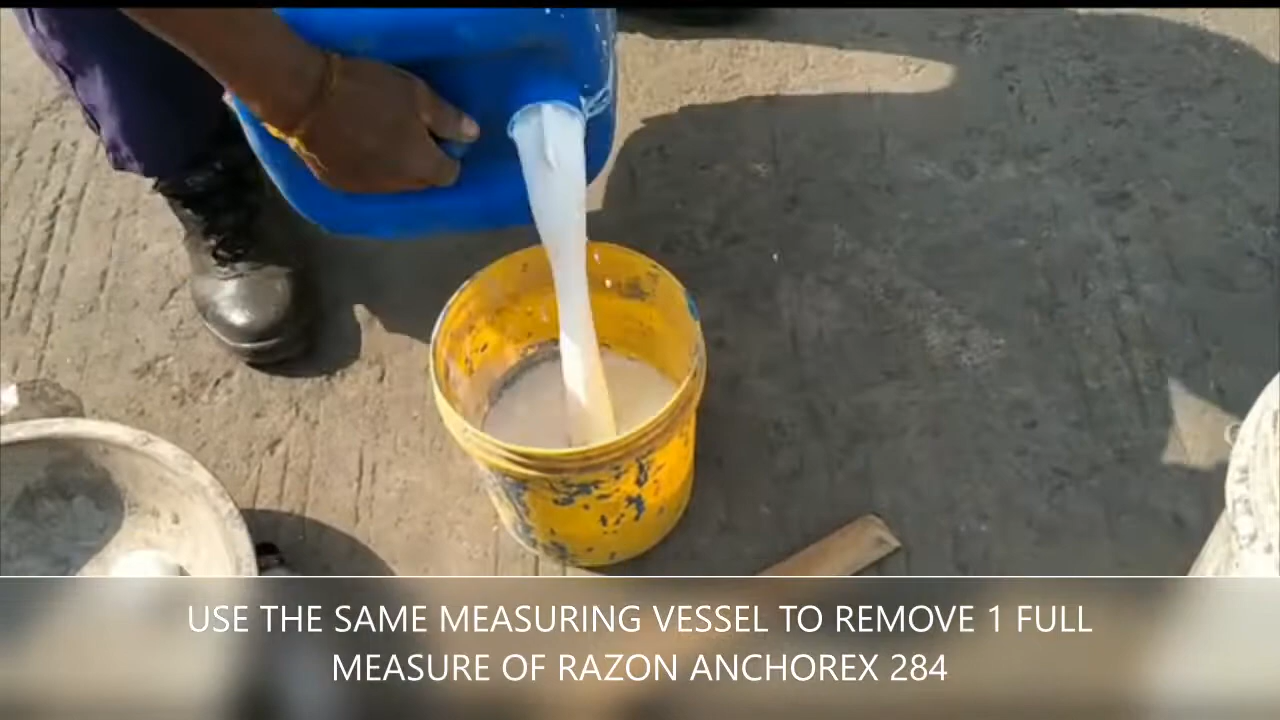 USE THE SAME MEASURING VESSEL TO REMOVE 1 FULL
MEASURE OF RAZON ANCHOREX 284